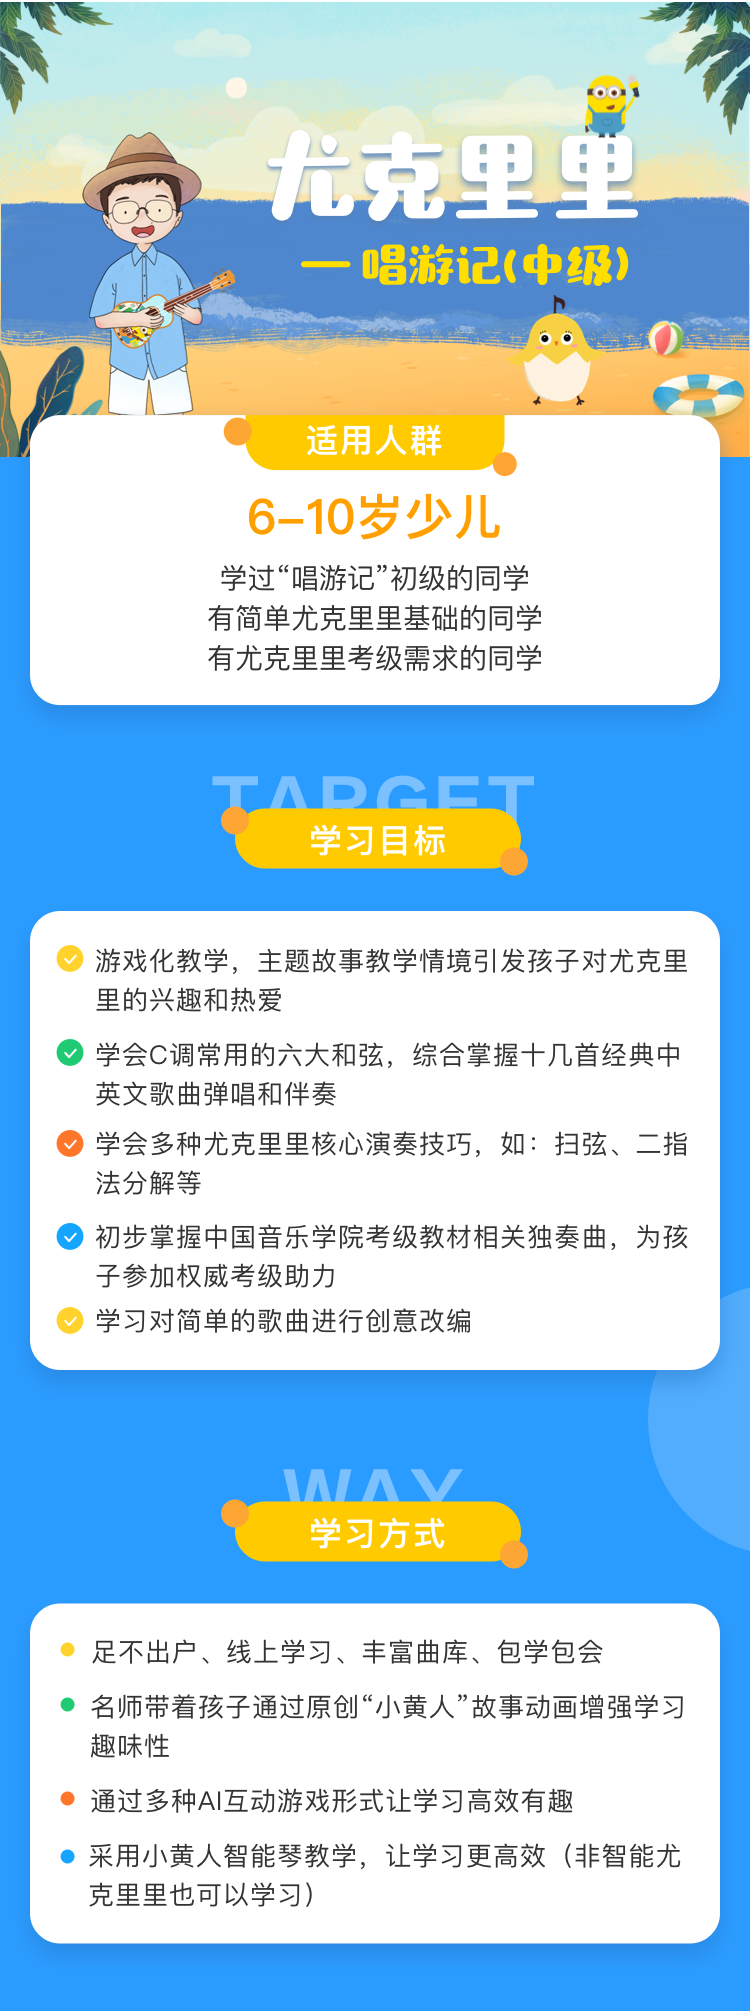 尤克里里
— 唱游记(中级)
适用人群
6-10岁少儿
学过“唱游记”初级的同学
有简单尤克里里基础的同学
有尤克里里考级需求的同学
TARGET
学习目标
游戏化教学，主题故事教学情境引发孩子对尤克里
里的兴趣和热爱
学会C调常用的六大和弦，综合掌握十几首经典中
英文歌曲弹唱和伴奏
学会多种尤克里里核心演奏技巧，如：扫弦、二指
法分解等
初步掌握中国音乐学院考级教材相关独奏曲，为孩
子参加权威考级助力
学习对简单的歌曲进行创意改编
WAY
学习方式
足不出户、线上学习、丰富曲库、包学包会
名师带着孩子通过原创“小黄人”故事动画增强学习
趣味性
通过多种AI互动游戏形式让学习高效有趣
采用小黄人智能琴教学，让学习更高效（非智能尤
克里里也可以学习）